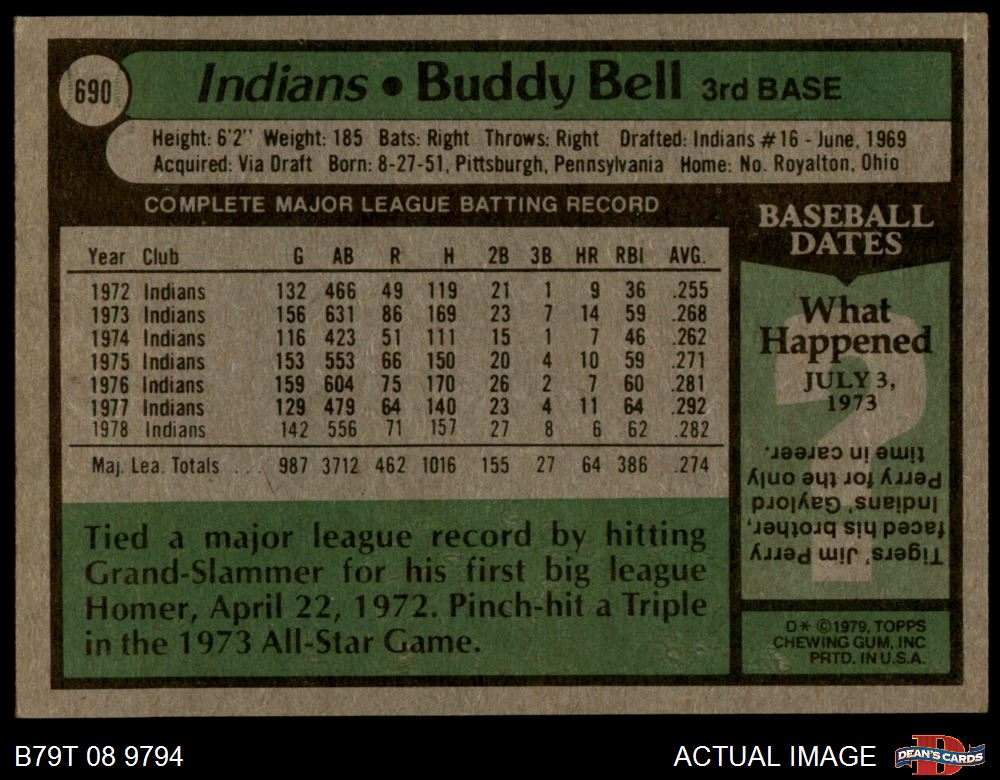 690
Indians • Buddy Bell 3rd BASE
Height: 6'2" Weight: 185 Bats: Right Throws: Right Drafted: Indians #16 - June, 1969
Acquired: Via Draft Born: 8-27-51, Pittsburgh, Pennsylvania Home: No. Royalton, Ohio
COMPLETE MAJOR LEAGUE BATTING RECORD
Year Club G AB R H 2B 3B HR RBI AVG.
1972 Indians 132 466 49 119 21 1 9 36 .255
1973 Indians 156 631 86 169 23 7 14 59 .268
1974 Indians 116 423 51 111 15 1 7 46 .262
1975 Indians 153 553 66 150 20 4 10 59 .271
1976 Indians 159 604 75 170 26 2 7 60 .281
1977 Indians 129 479 64 140 23 4 11 64 .292
1978 Indians 142 556 71 157 27 8 6 62 .282
Maj. Lea. Totals ... 987 3712 462 1016 155 27 64 386 .274
Tied a major league record by hitting
Grand-Slammer for his first big league
Homer, April 22, 1972. Pinch-hit a Triple
in the 1973 All-Star Game.
BASEBALL
DATES
What
Happened
JULY 3,
1973
?
Tigers' Jim Perry
faced his brother,
Indians' Gaylord
Perry for the only
time in career.
D* ©1979, TOPPS
CHEWING GUM, INC
PRTD. IN U.S.A.
B79T 08 9794
ACTUAL IMAGE
D
DEAN'S CARDS